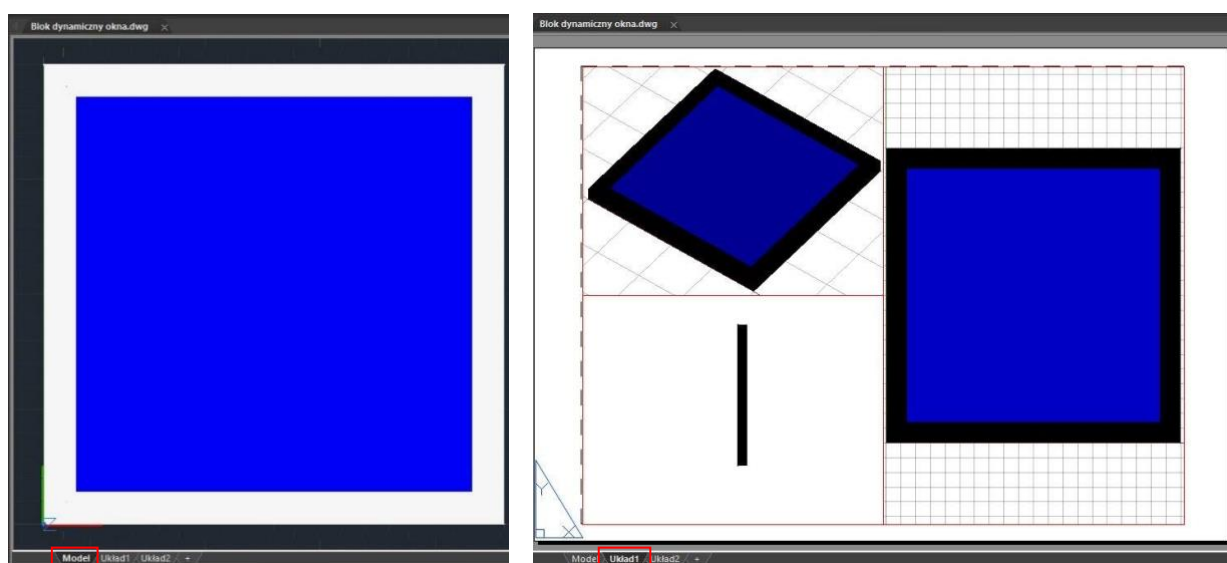 Blok dynamiczny okna.dwg
Model Układ1 Układ2 +
Blok dynamiczny okna.dwg
Y
X
Model Układ1 Układ2 +